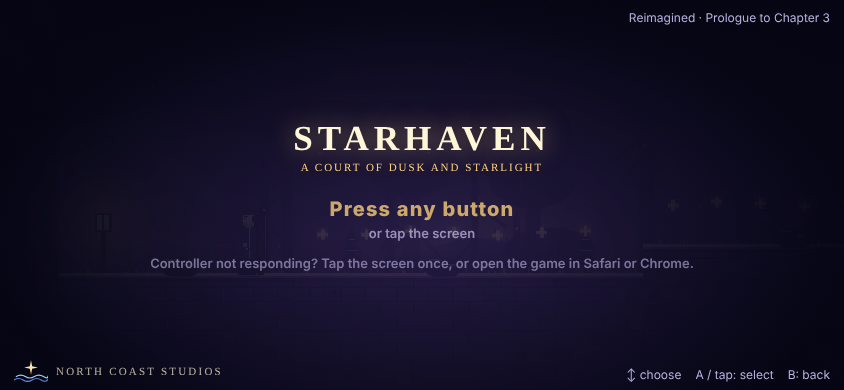 Reimagined · Prologue to Chapter 3
STARHAVEN
A COURT OF DUSK AND STARLIGHT
Press any button
or tap the screen
Controller not responding? Tap the screen once, or open the game in Safari or Chrome.
NORTH COAST STUDIOS
↕ choose A / tap: select B: back